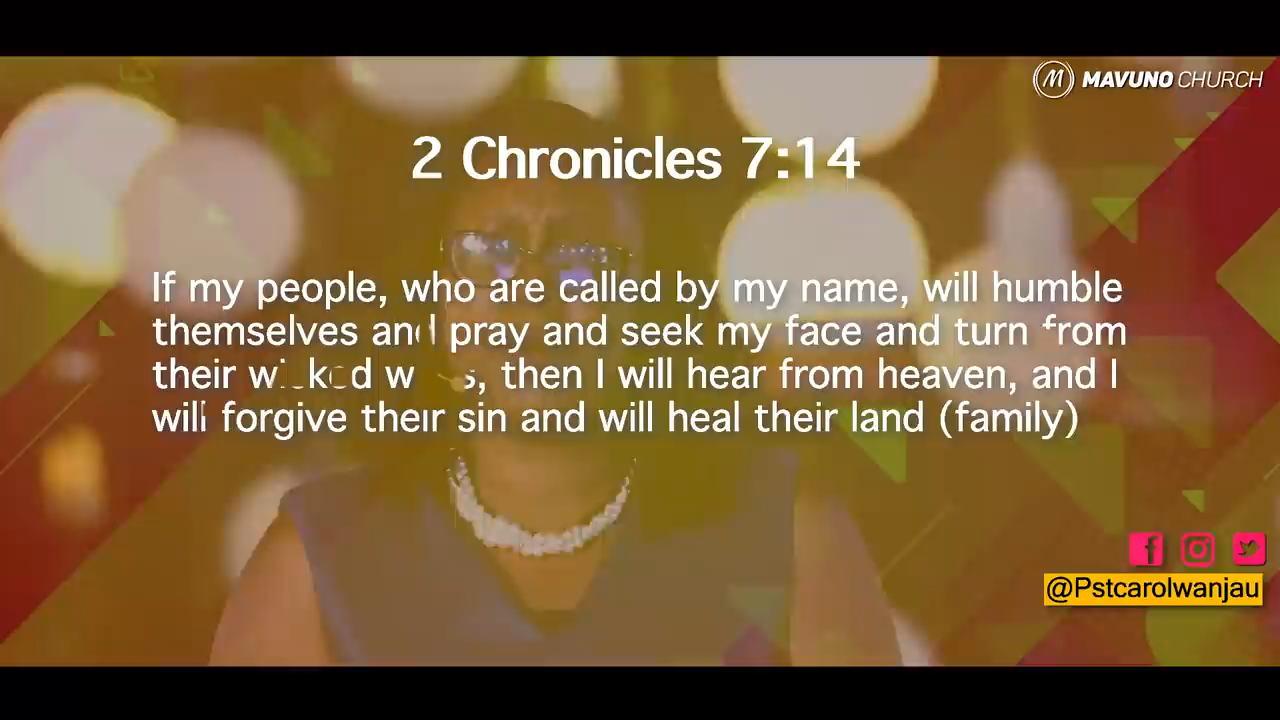 MAVUNO CHURCH
2 Chronicles 7:14
If my people, who are called by my name, will humble
themselves and pray and seek my face and turn from
their wicked ways, then I will hear from heaven, and I
will forgive their sin and will heal their land (family)
@Pstcarolwanjau